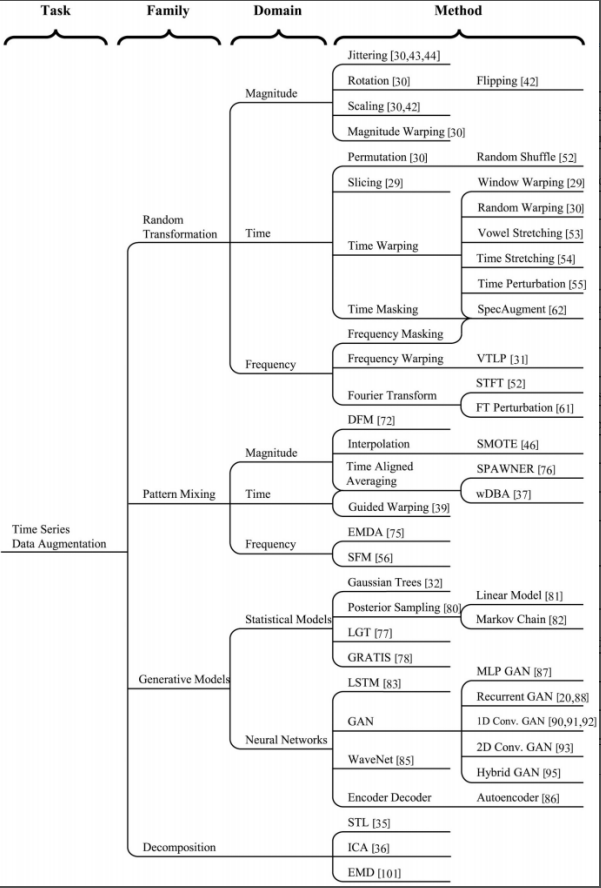 Task Family Domain Method
Jittering [30,43,44]
Rotation [30] Flipping [42]
Magnitude
Scaling [30,42]
Magnitude Warping [30]
Permutation [30] Random Shuffle [52]
Slicing [29] Window Warping [29]
Random Warping [30]
Random
Transformation
Time
Vowel Stretching [53]
Time Warping
Time Stretching [54]
Time Perturbation [55]
Time Masking SpecAugment [62]
Frequency Masking
Frequency Warping VTLP [31]
Frequency
STFT [52]
Fourier Transform
FT Perturbation [61]
DFM [72]
Magnitude
Interpolation SMOTE [46]
Time Aligned
Averaging
SPAWNER [76]
Pattern Mixing Time
wDBA [37]
Guided Warping [39]
Time Series
Data Augmentation
EMDA [75]
Frequency
SFM [56]
Gaussian Trees [32]
Linear Model [81]
Posterior Sampling [80]
Statistical Models
Markov Chain [82]
LGT [77]
GRATIS [78]
MLP GAN [87]
Generative Models
LSTM [83]
Recurrent GAN [20,88]
GAN 1D Conv. GAN [90,91,92]
Neural Networks
2D Conv. GAN [93]
WaveNet [85]
Hybrid GAN [95]
Encoder Decoder Autoencoder [86]
STL [35]
Decomposition ICA [36]
EMD [101]